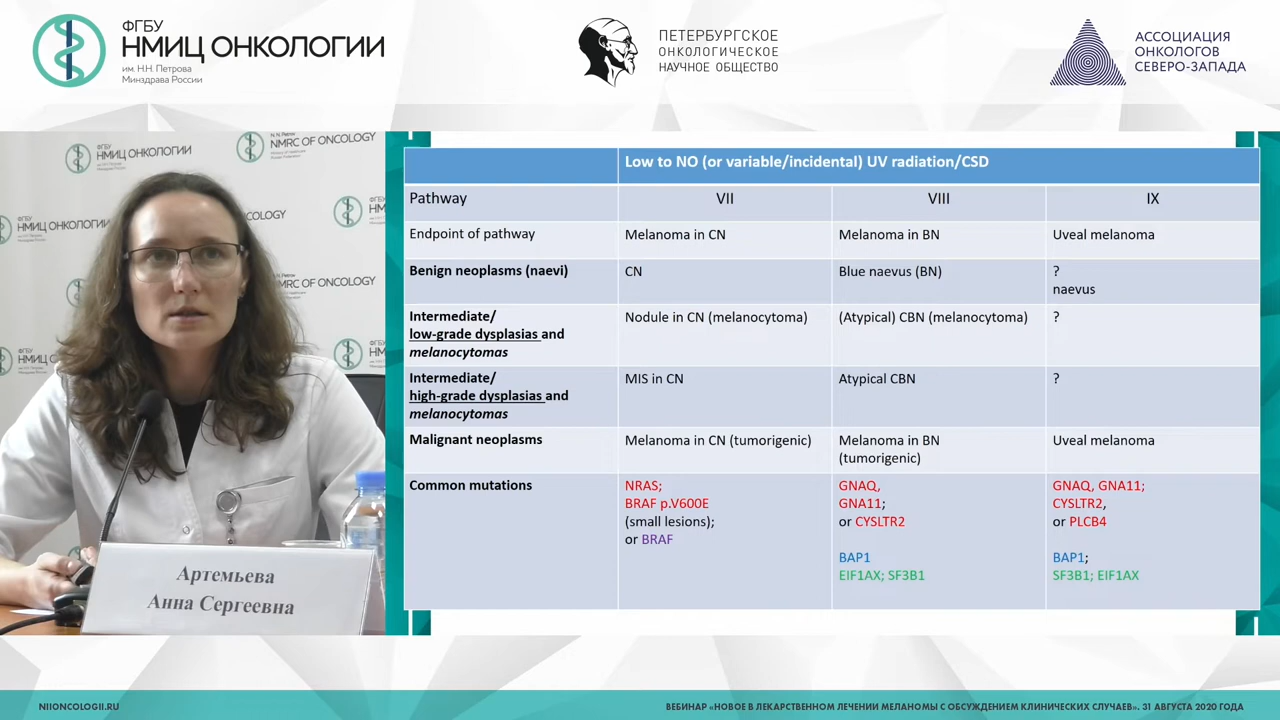 ФГБУ
НМИЦ ОНКОЛОГИИ
им. Н.Н. Петрова
Минздрава России
ПЕТЕРБУРГСКОЕ
ОНКОЛОГИЧЕСКОЕ
НАУЧНОЕ ОБЩЕСТВО
АССОЦИАЦИЯ
ОНКОЛОГОВ
СЕВЕРО-ЗАПАДА
ФГБУ
НМИЦ ОНКОЛОГИИ
N.N. Petrov
NMRC OF ONCOLOGY
Low to NO (or variable/incidental) UV radiation/CSD
Pathway VII VIII IX
Endpoint of pathway Melanoma in CN Melanoma in BN Uveal melanoma
Benign neoplasms (naevi) CN Blue naevus (BN) ?
naevus
Intermediate/
low-grade dysplasias and
melanocytomas
Nodule in CN (melanocytoma) (Atypical) CBN (melanocytoma) ?
Intermediate/
high-grade dysplasias and
melanocytomas
MIS in CN Atypical CBN ?
Malignant neoplasms Melanoma in CN (tumorigenic) Melanoma in BN
(tumorigenic)
Uveal melanoma
Common mutations
NRAS;
BRAF p.V600E
(small lesions);
or BRAF
GNAQ,
GNA11;
or CYSLTR2
BAP1
EIF1AX; SF3B1
GNAQ, GNA11;
CYSLTR2,
or PLCB4
BAP1;
SF3B1; EIF1AX
Артемьева
Анна Сергеевна
NIIONCOLOGII.RU
ВЕБИНАР «НОВОЕ В ЛЕКАРСТВЕННОМ ЛЕЧЕНИИ МЕЛАНОМЫ С ОБСУЖДЕНИЕМ КЛИНИЧЕСКИХ СЛУЧАЕВ». 31 АВГУСТА 2020 ГОДА